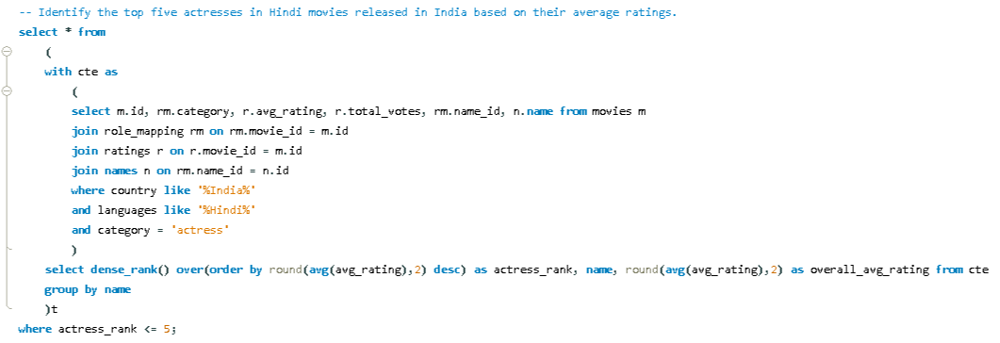 -- Identify the top five actresses in Hindi movies released in India based on their average ratings.
select * from
(
with cte as
(
select m.id, rm.category, r.avg_rating, r.total_votes, rm.name_id, n.name from movies m
join role_mapping rm on rm.movie_id = m.id
join ratings r on r.movie_id = m.id
join names n on rm.name_id = n.id
where country like '%India%'
and languages like '%Hindi%'
and category = 'actress'
)
select dense_rank() over(order by round(avg(avg_rating),2) desc) as actress_rank, name, round(avg(avg_rating),2) as overall_avg_rating from cte
group by name
)t
where actress_rank <= 5;